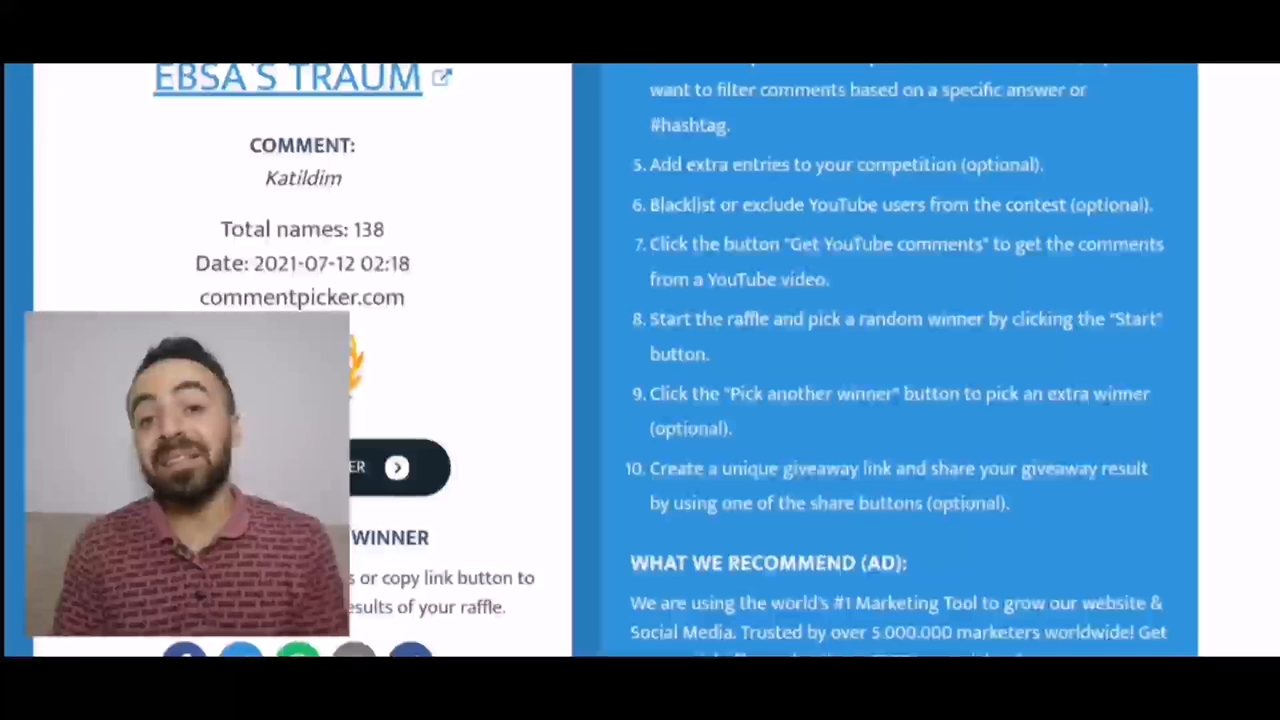 EBSA'S TRAUM
COMMENT:
Katildim
Total names: 138
Date: 2021-07-12 02:18
commentpicker.com
ER
WINNER
s or copy link button to
esults of your raffle.
want to filter comments based on a specific answer or
#hashtag.
5. Add extra entries to your competition (optional).
6. Blacklist or exclude YouTube users from the contest (optional).
7. Click the button "Get YouTube comments" to get the comments
from a YouTube video.
8. Start the raffle and pick a random winner by clicking the "Start"
button.
9. Click the "Pick another winner" button to pick an extra winner
(optional).
10. Create a unique giveaway link and share your giveaway result
by using one of the share buttons (optional).
WHAT WE RECOMMEND (AD):
We are using the world's #1 Marketing Tool to grow our website &
Social Media. Trusted by over 5.000.000 marketers worldwide! Get